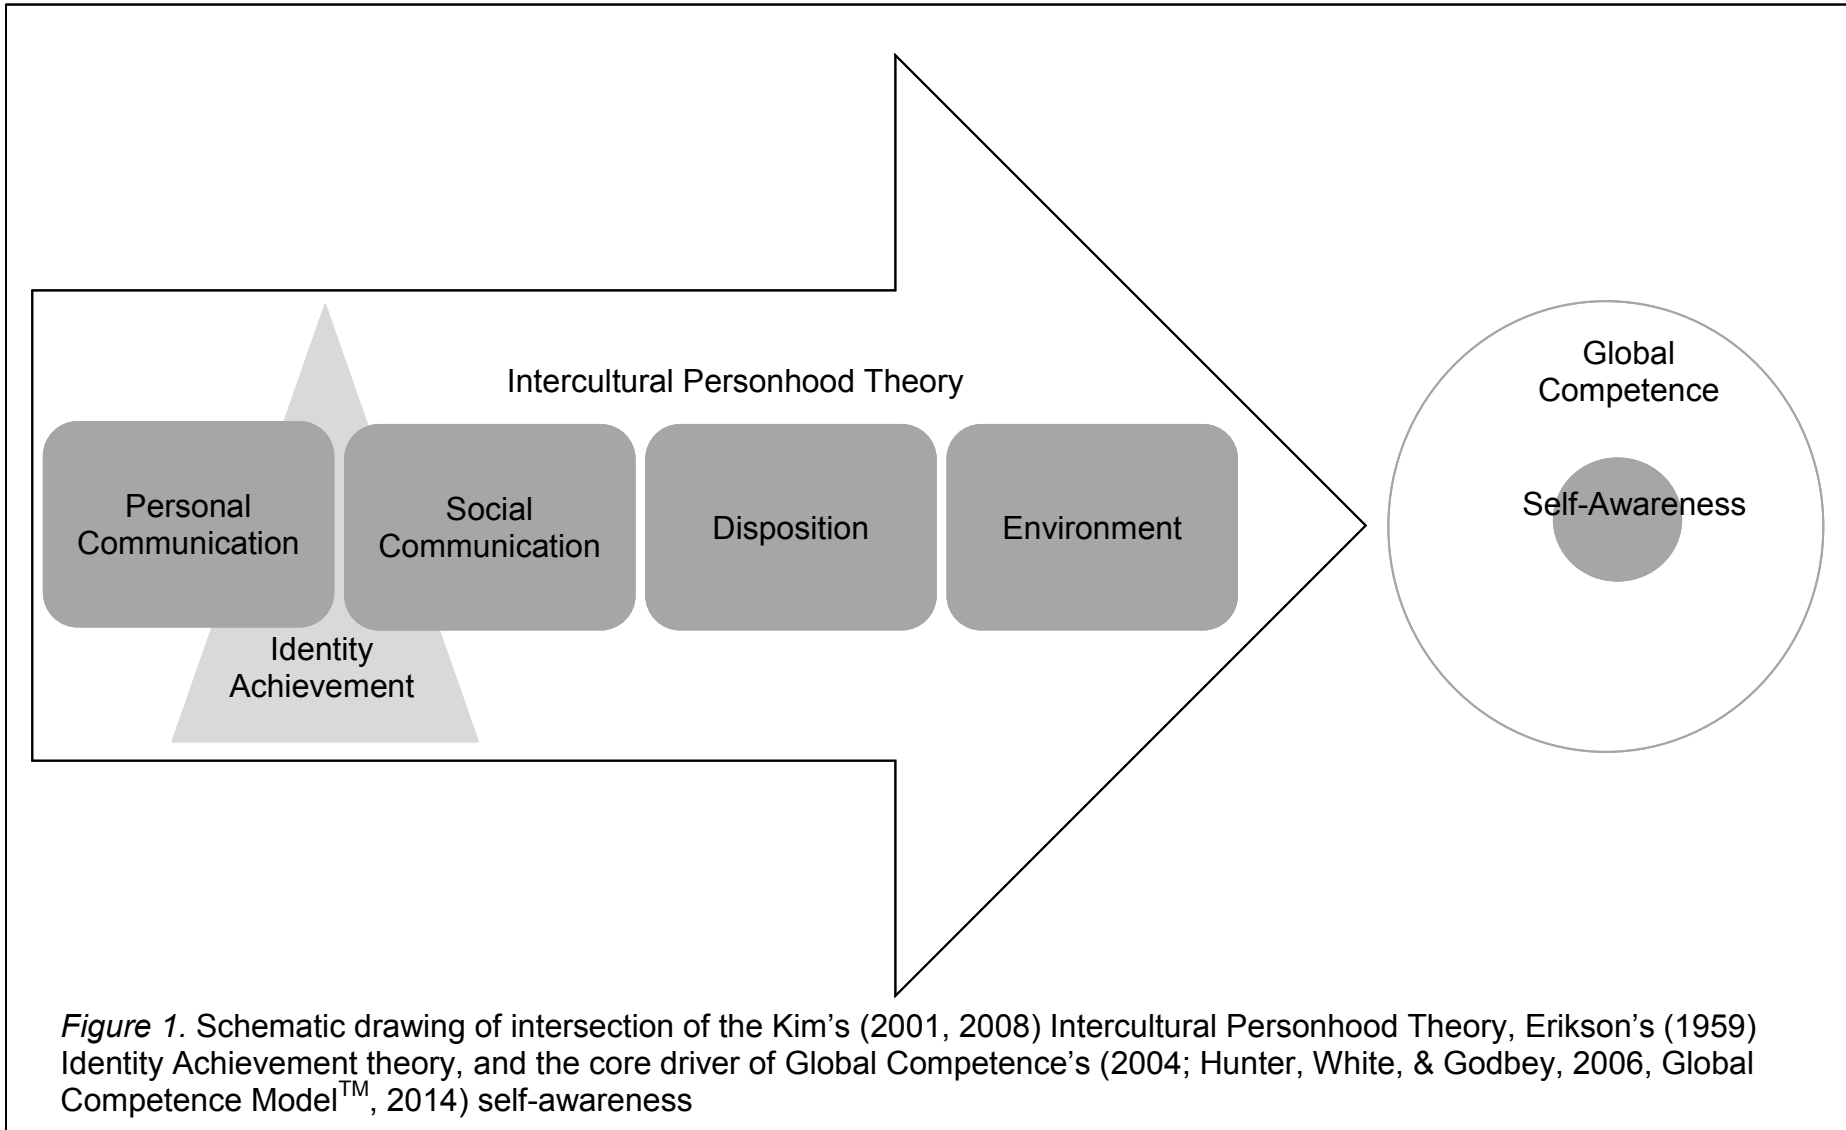 Intercultural Personhood Theory
Personal
Communication
Social
Communication
Disposition
Environment
Identity
Achievement
Global
Competence
Self-Awareness
Figure 1. Schematic drawing of intersection of the Kim’s (2001, 2008) Intercultural Personhood Theory, Erikson’s (1959)
Identity Achievement theory, and the core driver of Global Competence’s (2004; Hunter, White, & Godbey, 2006, Global
Competence Model™, 2014) self-awareness